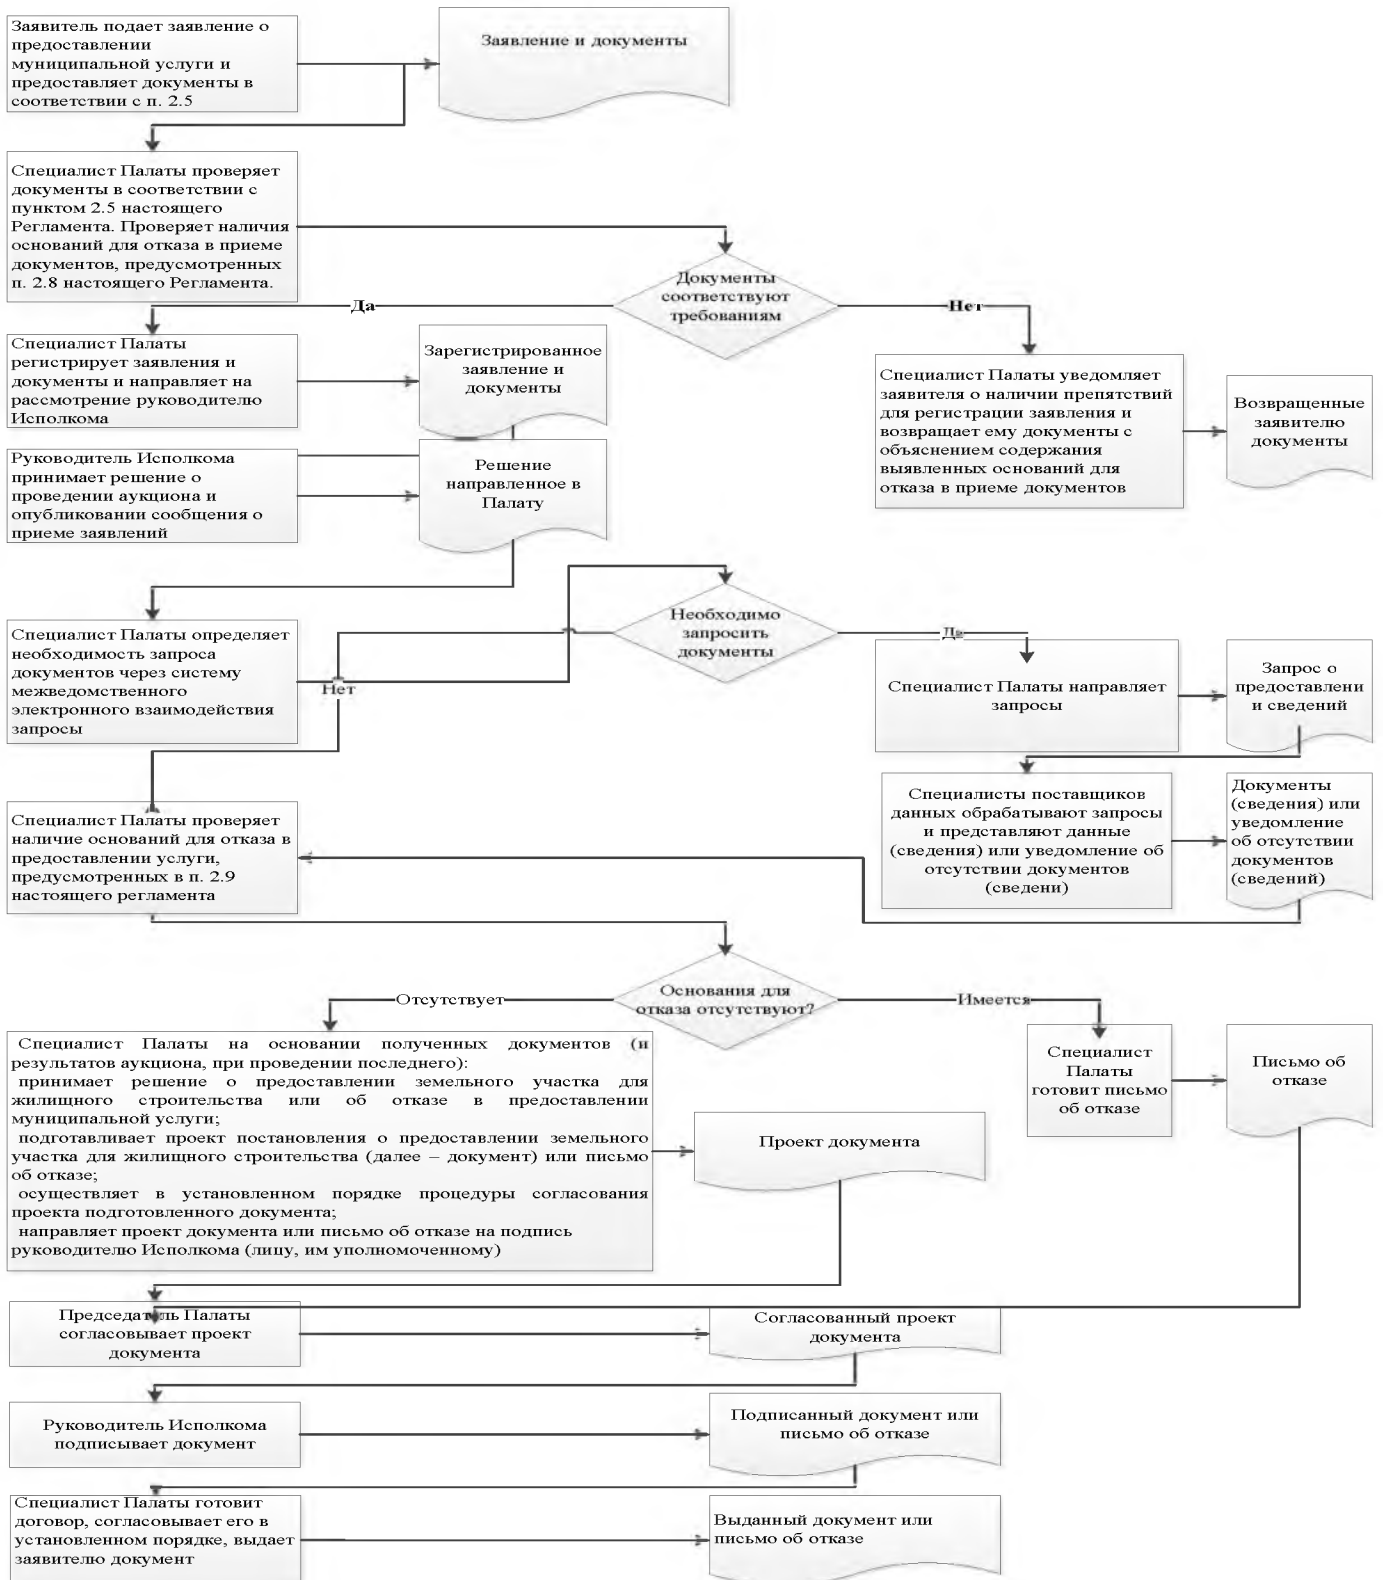 Заявитель подает заявление о
предоставлении
муниципальной услуги и
предоставляет документы в
соответствии с п. 2.5
Заявление и документы
Специалист Палаты проверяет
документы в соответствии с
пунктом 2.5 настоящего
Регламента. Проверяет наличия
оснований для отказа в приеме
документов, предусмотренных
п. 2.8 настоящего Регламента.
Документы
соответствуют
требованиям
Да
Нет
Специалист Палаты
регистрирует заявления и
документы и направляет на
рассмотрение руководителю
Исполкома
Зарегистрированное
заявление и
документы
Специалист Палаты уведомляет
заявителя о наличии препятствий
для регистрации заявления и
возвращает ему документы с
объяснением содержания
выявленных оснований для
отказа в приеме документов
Возвращенные
заявителю
документы
Руководитель Исполкома
принимает решение о
проведении аукциона и
опубликовании сообщения о
приеме заявлений
Решение
направленное в
Палату
Необходимо
запросить
документы
Да
Нет
Специалист Палаты определяет
необходимость запроса
документов через систему
межведомственного
электронного взаимодействия
запросы
Специалист Палаты направляет
запросы
Запрос о
предоставлени
и сведений
Специалисты поставщиков
данных обрабатывают запросы
и представляют данные
(сведения) или уведомление об
отсутствии документов
(сведени)
Документы
(сведения) или
уведомление
об отсутствии
документов
(сведений)
Специалист Палаты проверяет
наличие оснований для отказа в
предоставлении услуги,
предусмотренных в п. 2.9
настоящего регламента
Основания для
отказа отсутствуют?
Отсутствует
Имеется
Специалист Палаты на основании полученных документов (и
результатов аукциона, при проведении последнего):
принимает решение о предоставлении земельного участка для
жилищного строительства или об отказе в предоставлении
муниципальной услуги;
подготавливает проект постановления о предоставлении земельного
участка для жилищного строительства (далее – документ) или письмо
об отказе;
осуществляет в установленном порядке процедуры согласования
проекта подготовленного документа;
направляет проект документа или письмо об отказе на подпись
руководителю Исполкома (лицу, им уполномоченному)
Проект документа
Специалист
Палаты
готовит письмо
об отказе
Письмо об
отказе
Председатель Палаты
согласовывает проект
документа
Согласованный проект
документа
Руководитель Исполкома
подписывает документ
Подписанный документ или
письмо об отказе
Специалист Палаты готовит
договор, согласовывает его в
установленном порядке, выдает
заявителю документ
Выданный документ или
письмо об отказе